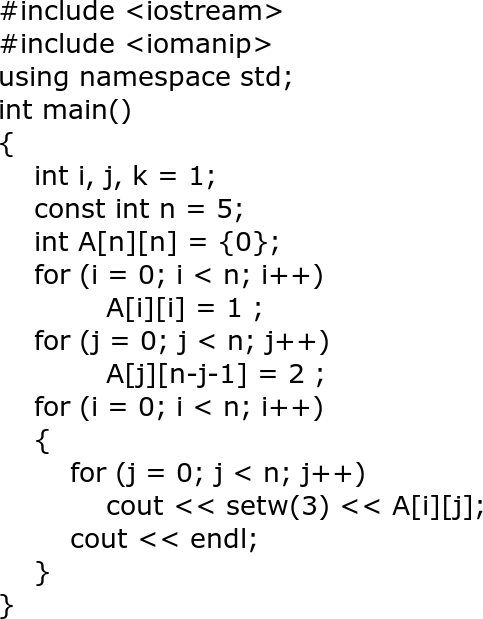 #include <iostream>
#include <iomanip>
using namespace std;
int main()
{
int i, j, k = 1;
const int n = 5;
int A[n][n] = {0};
for (i = 0; i < n; i++)
A[i][i] = 1 ;
for (j = 0; j < n; j++)
A[j][n-j-1] = 2 ;
for (i = 0; i < n; i++)
{
for (j = 0; j < n; j++)
cout << setw(3) << A[i][j];
cout << endl;
}
}